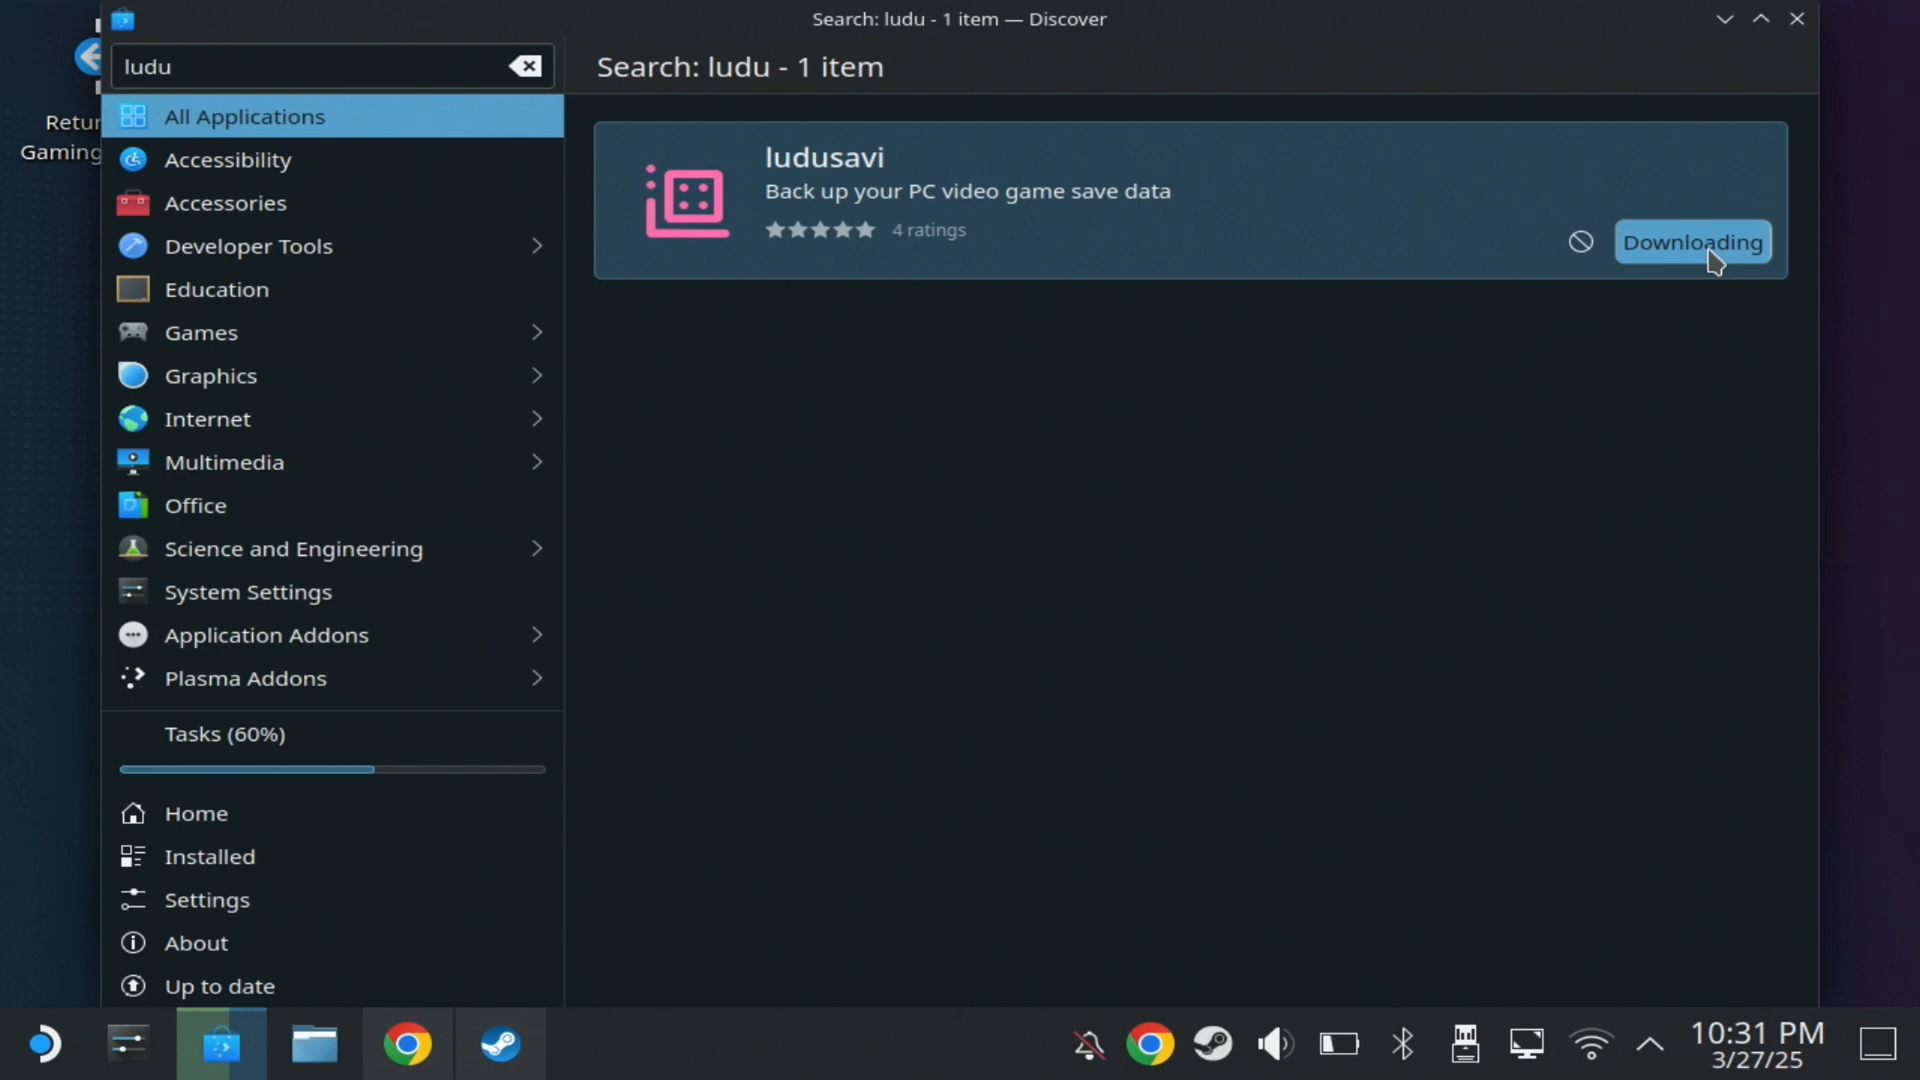 Search: ludu - 1 item — Discover
ludu
Search: ludu - 1 item
Retur
Gaming
All Applications
Accessibility
Accessories
Developer Tools
Education
Games
Graphics
Internet
Multimedia
Office
Science and Engineering
System Settings
Application Addons
Plasma Addons
Tasks (60%)
Home
Installed
Settings
About
Up to date
ludusavi
Back up your PC video game save data
4 ratings
Downloading
10:31 PM
3/27/25